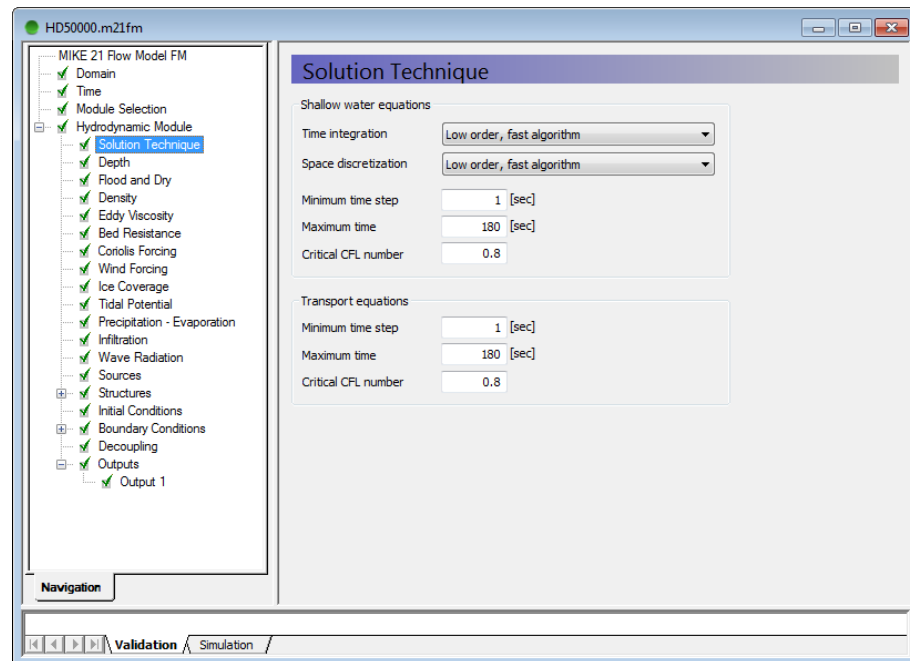 HD50000.m21fm
MIKE 21 Flow Model FM
Domain
Time
Module Selection
Hydrodynamic Module
Solution Technique
Depth
Flood and Dry
Density
Eddy Viscosity
Bed Resistance
Coriolis Forcing
Wind Forcing
Ice Coverage
Tidal Potential
Precipitation - Evaporation
Infiltration
Wave Radiation
Sources
Structures
Initial Conditions
Boundary Conditions
Decoupling
Outputs
Output 1
Navigation
Solution Technique
Shallow water equations
Time integration Low order, fast algorithm
Space discretization Low order, fast algorithm
Minimum time step 1 [sec]
Maximum time 180 [sec]
Critical CFL number 0.8
Transport equations
Minimum time step 1 [sec]
Maximum time 180 [sec]
Critical CFL number 0.8
Validation Simulation